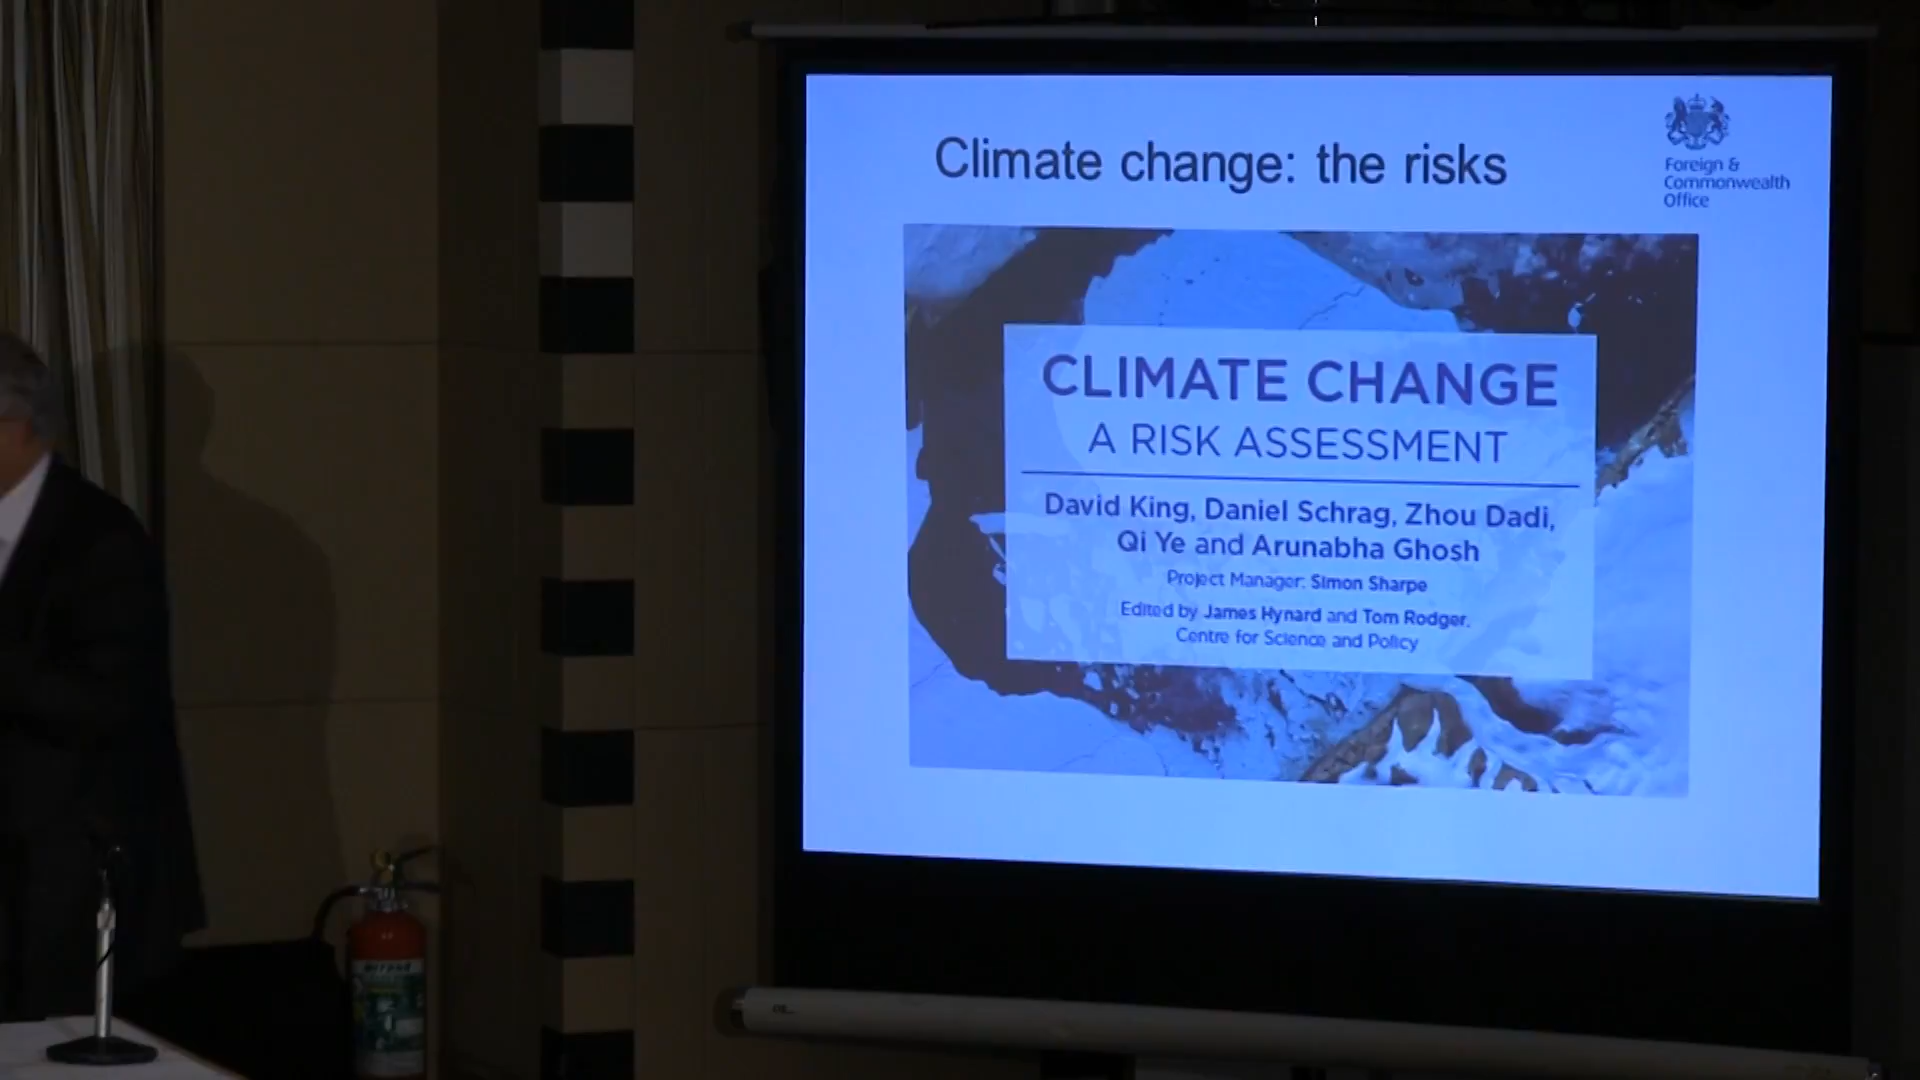 Climate change: the risks
Foreign &
Commonwealth
Office
CLIMATE CHANGE
A RISK ASSESSMENT
David King, Daniel Schrag, Zhou Dadi,
Qi Ye and Arunabha Ghosh
Project Manager: Simon Sharpe
Edited by James Hynard and Tom Rodger,
Centre for Science and Policy